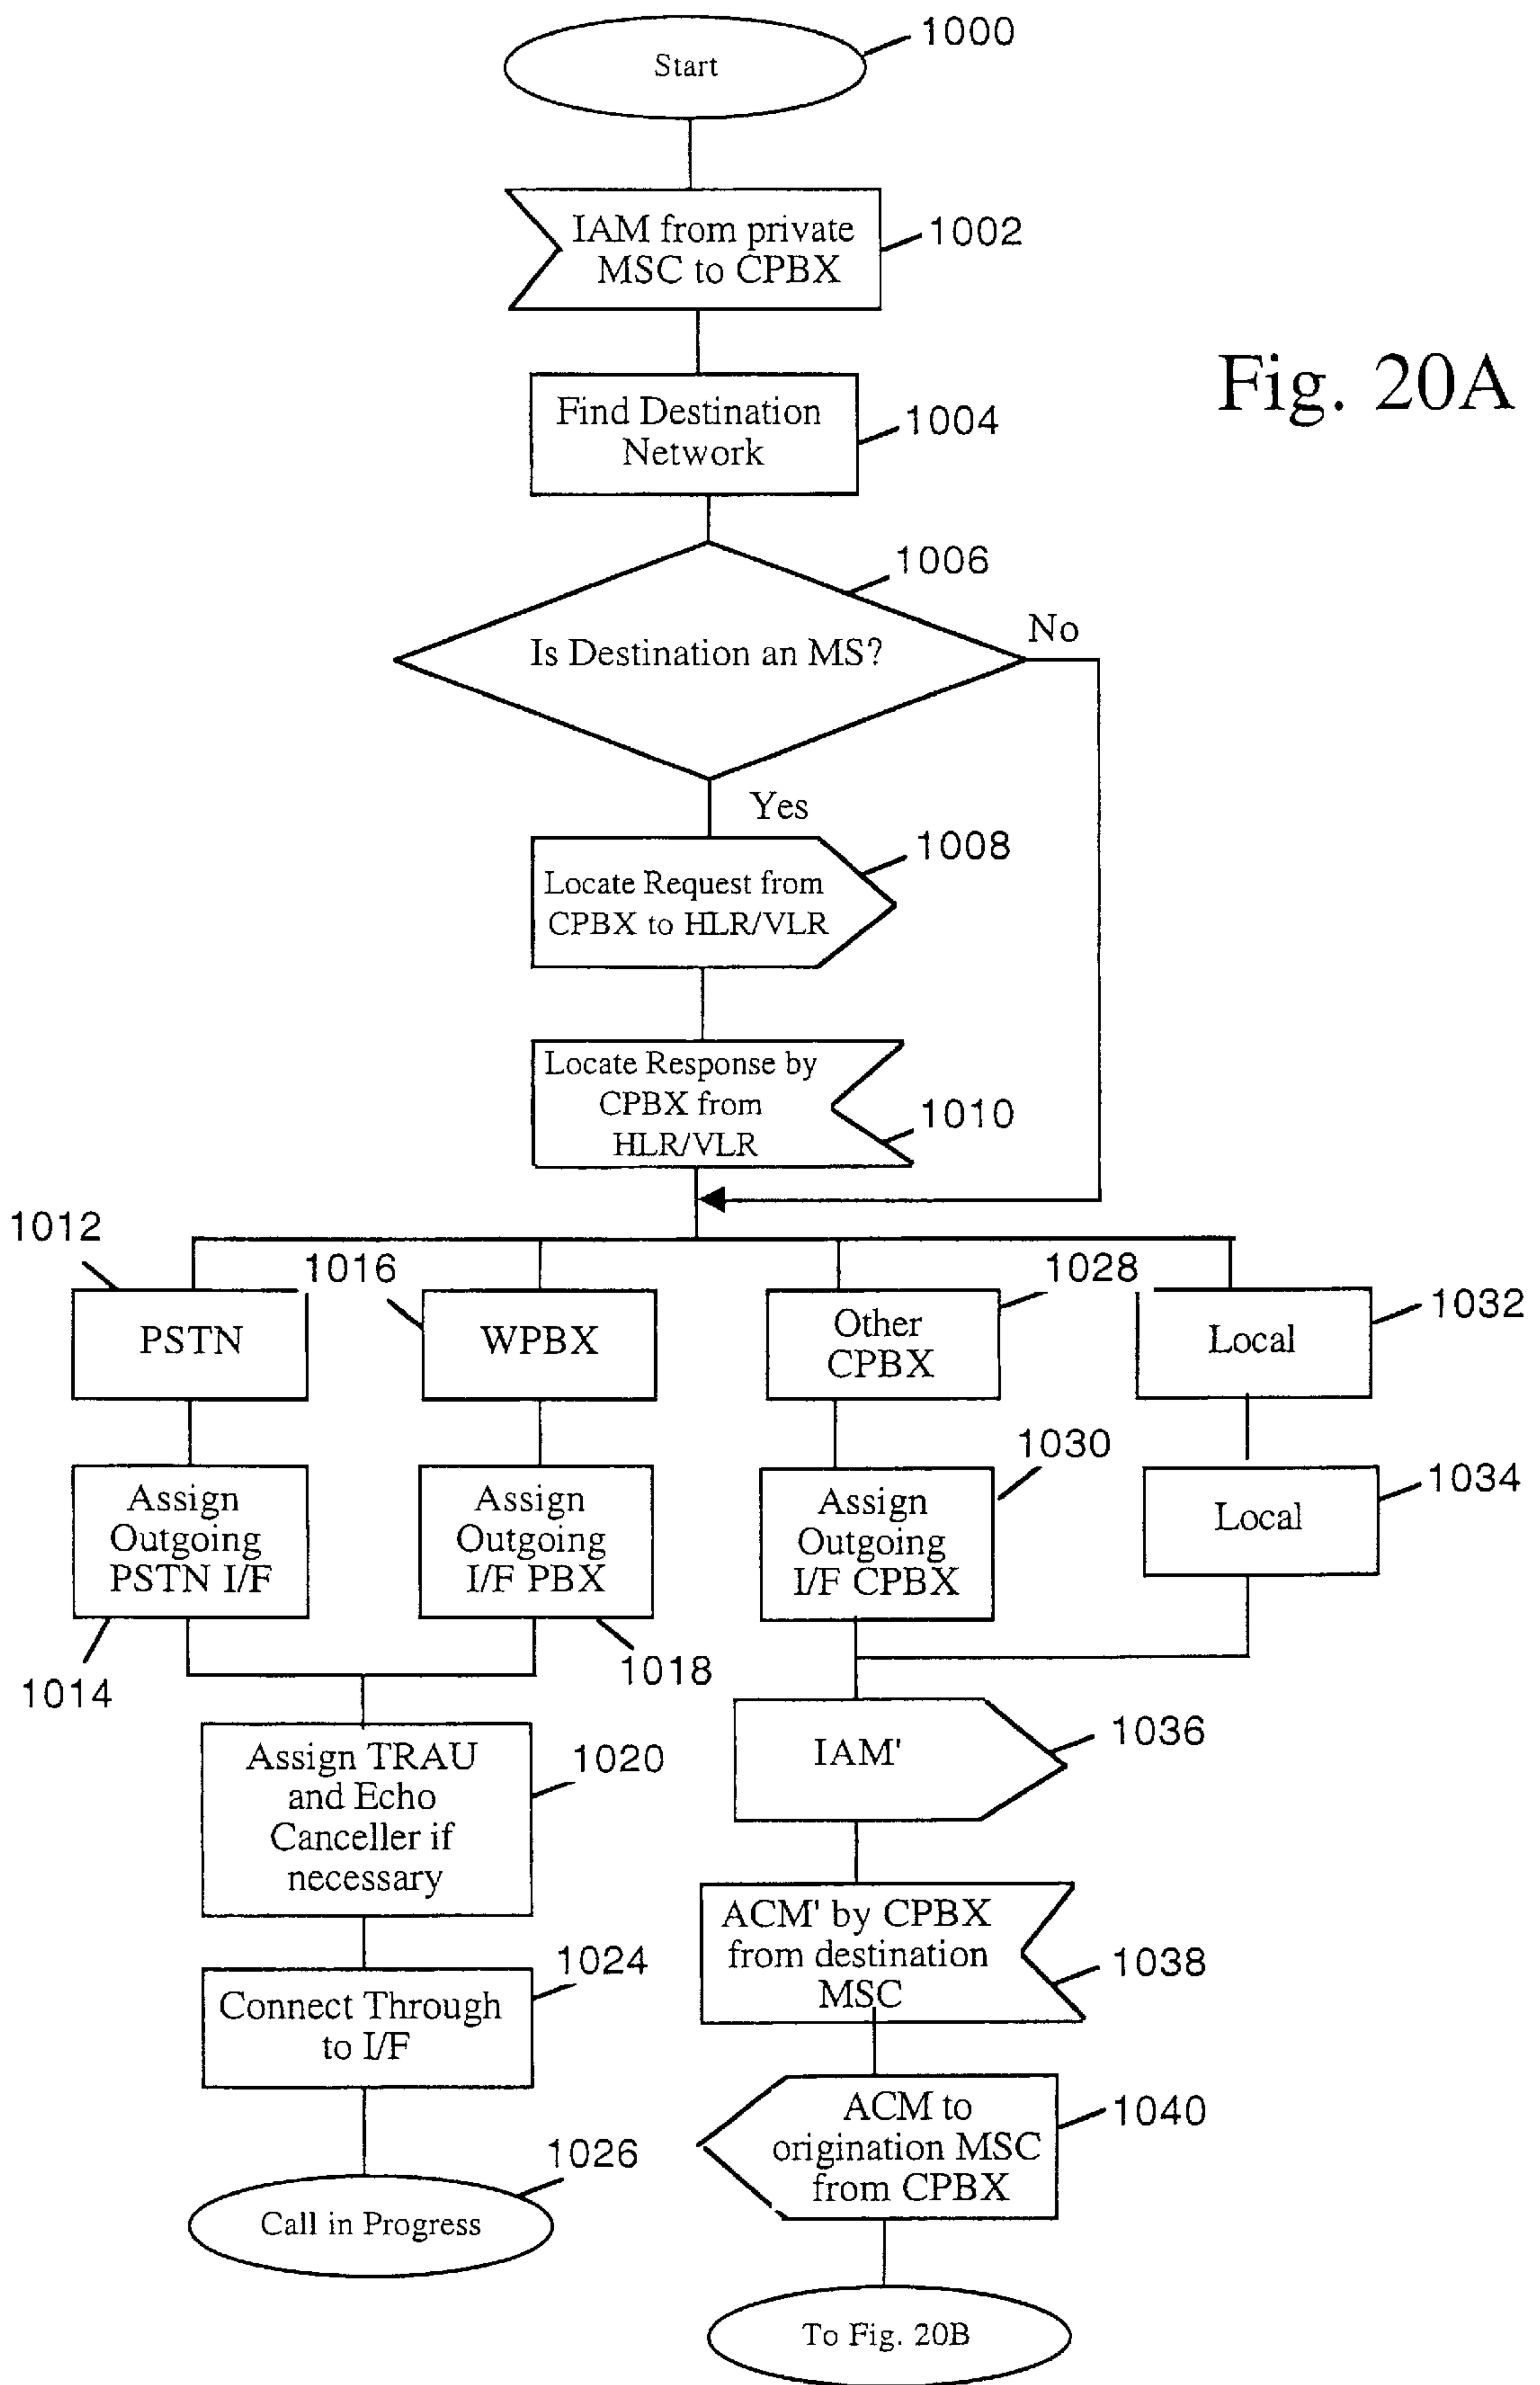 Start
1000
IAM from private
MSC to CPBX
1002
Fig. 20A
Find Destination
Network
1004
1006
Is Destination an MS?
No
Yes
1008
Locate Request from
CPBX to HLR/VLR
Locate Response by
CPBX from
HLR/VLR
1010
1012
1016
1028
1032
PSTN
WPBX
Other
CPBX
Local
1030
1034
Assign
Outgoing
PSTN I/F
Assign
Outgoing
I/F PBX
Assign
Outgoing
I/F CPBX
Local
1014
1018
Assign TRAU
and Echo
Canceller if
necessary
1020
IAM'
1036
ACM' by CPBX
from destination
MSC
1038
1024
Connect Through
to I/F
ACM to
origination MSC
from CPBX
1040
1026
Call in Progress
To Fig. 20B